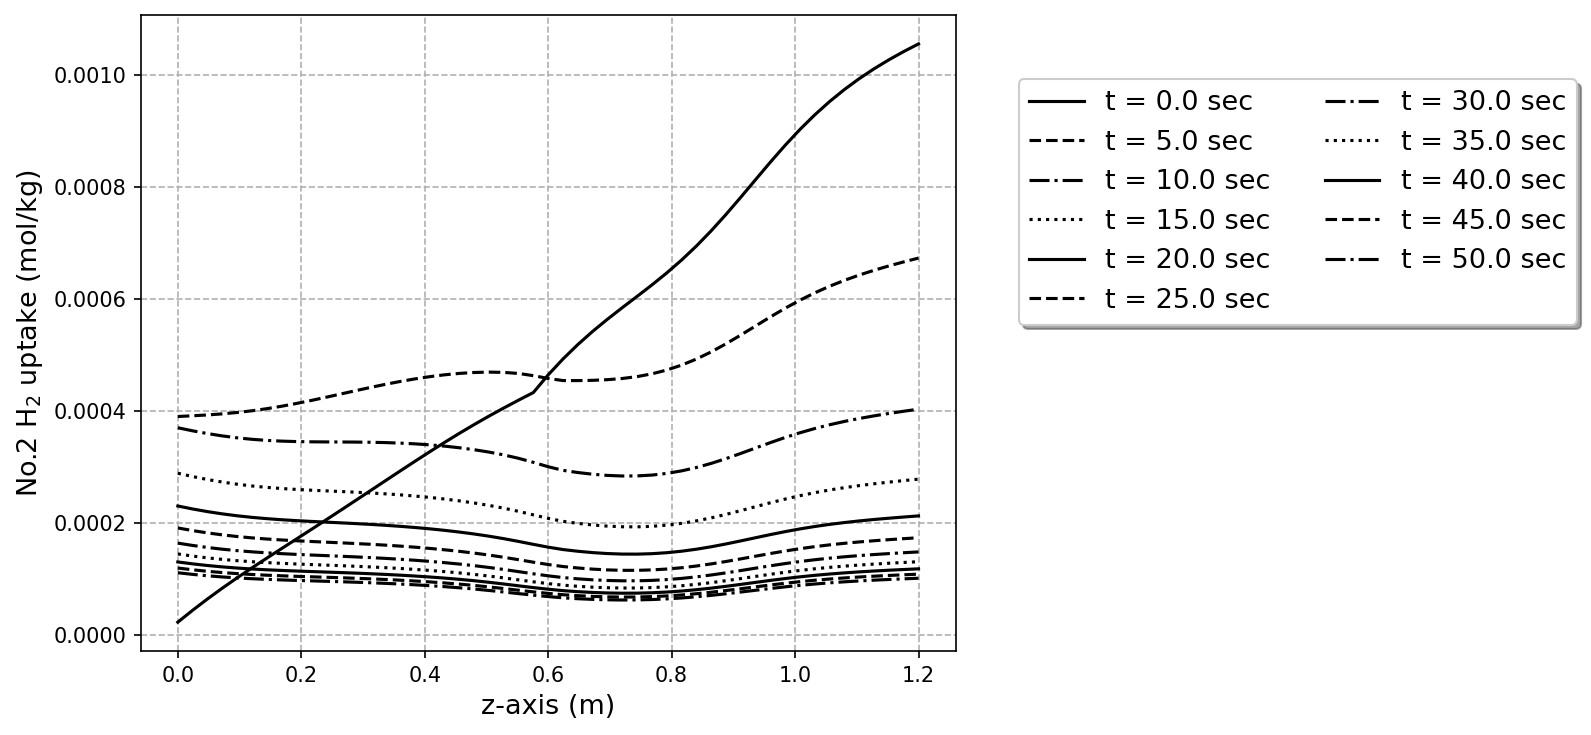 No.2 H₂ uptake (mol/kg)
0.0010
0.0008
0.0006
0.0004
0.0002
0.0000
0.0 0.2 0.4 0.6 0.8 1.0 1.2
z-axis (m)
t = 0.0 sec
t = 5.0 sec
t = 10.0 sec
t = 15.0 sec
t = 20.0 sec
t = 25.0 sec
t = 30.0 sec
t = 35.0 sec
t = 40.0 sec
t = 45.0 sec
t = 50.0 sec